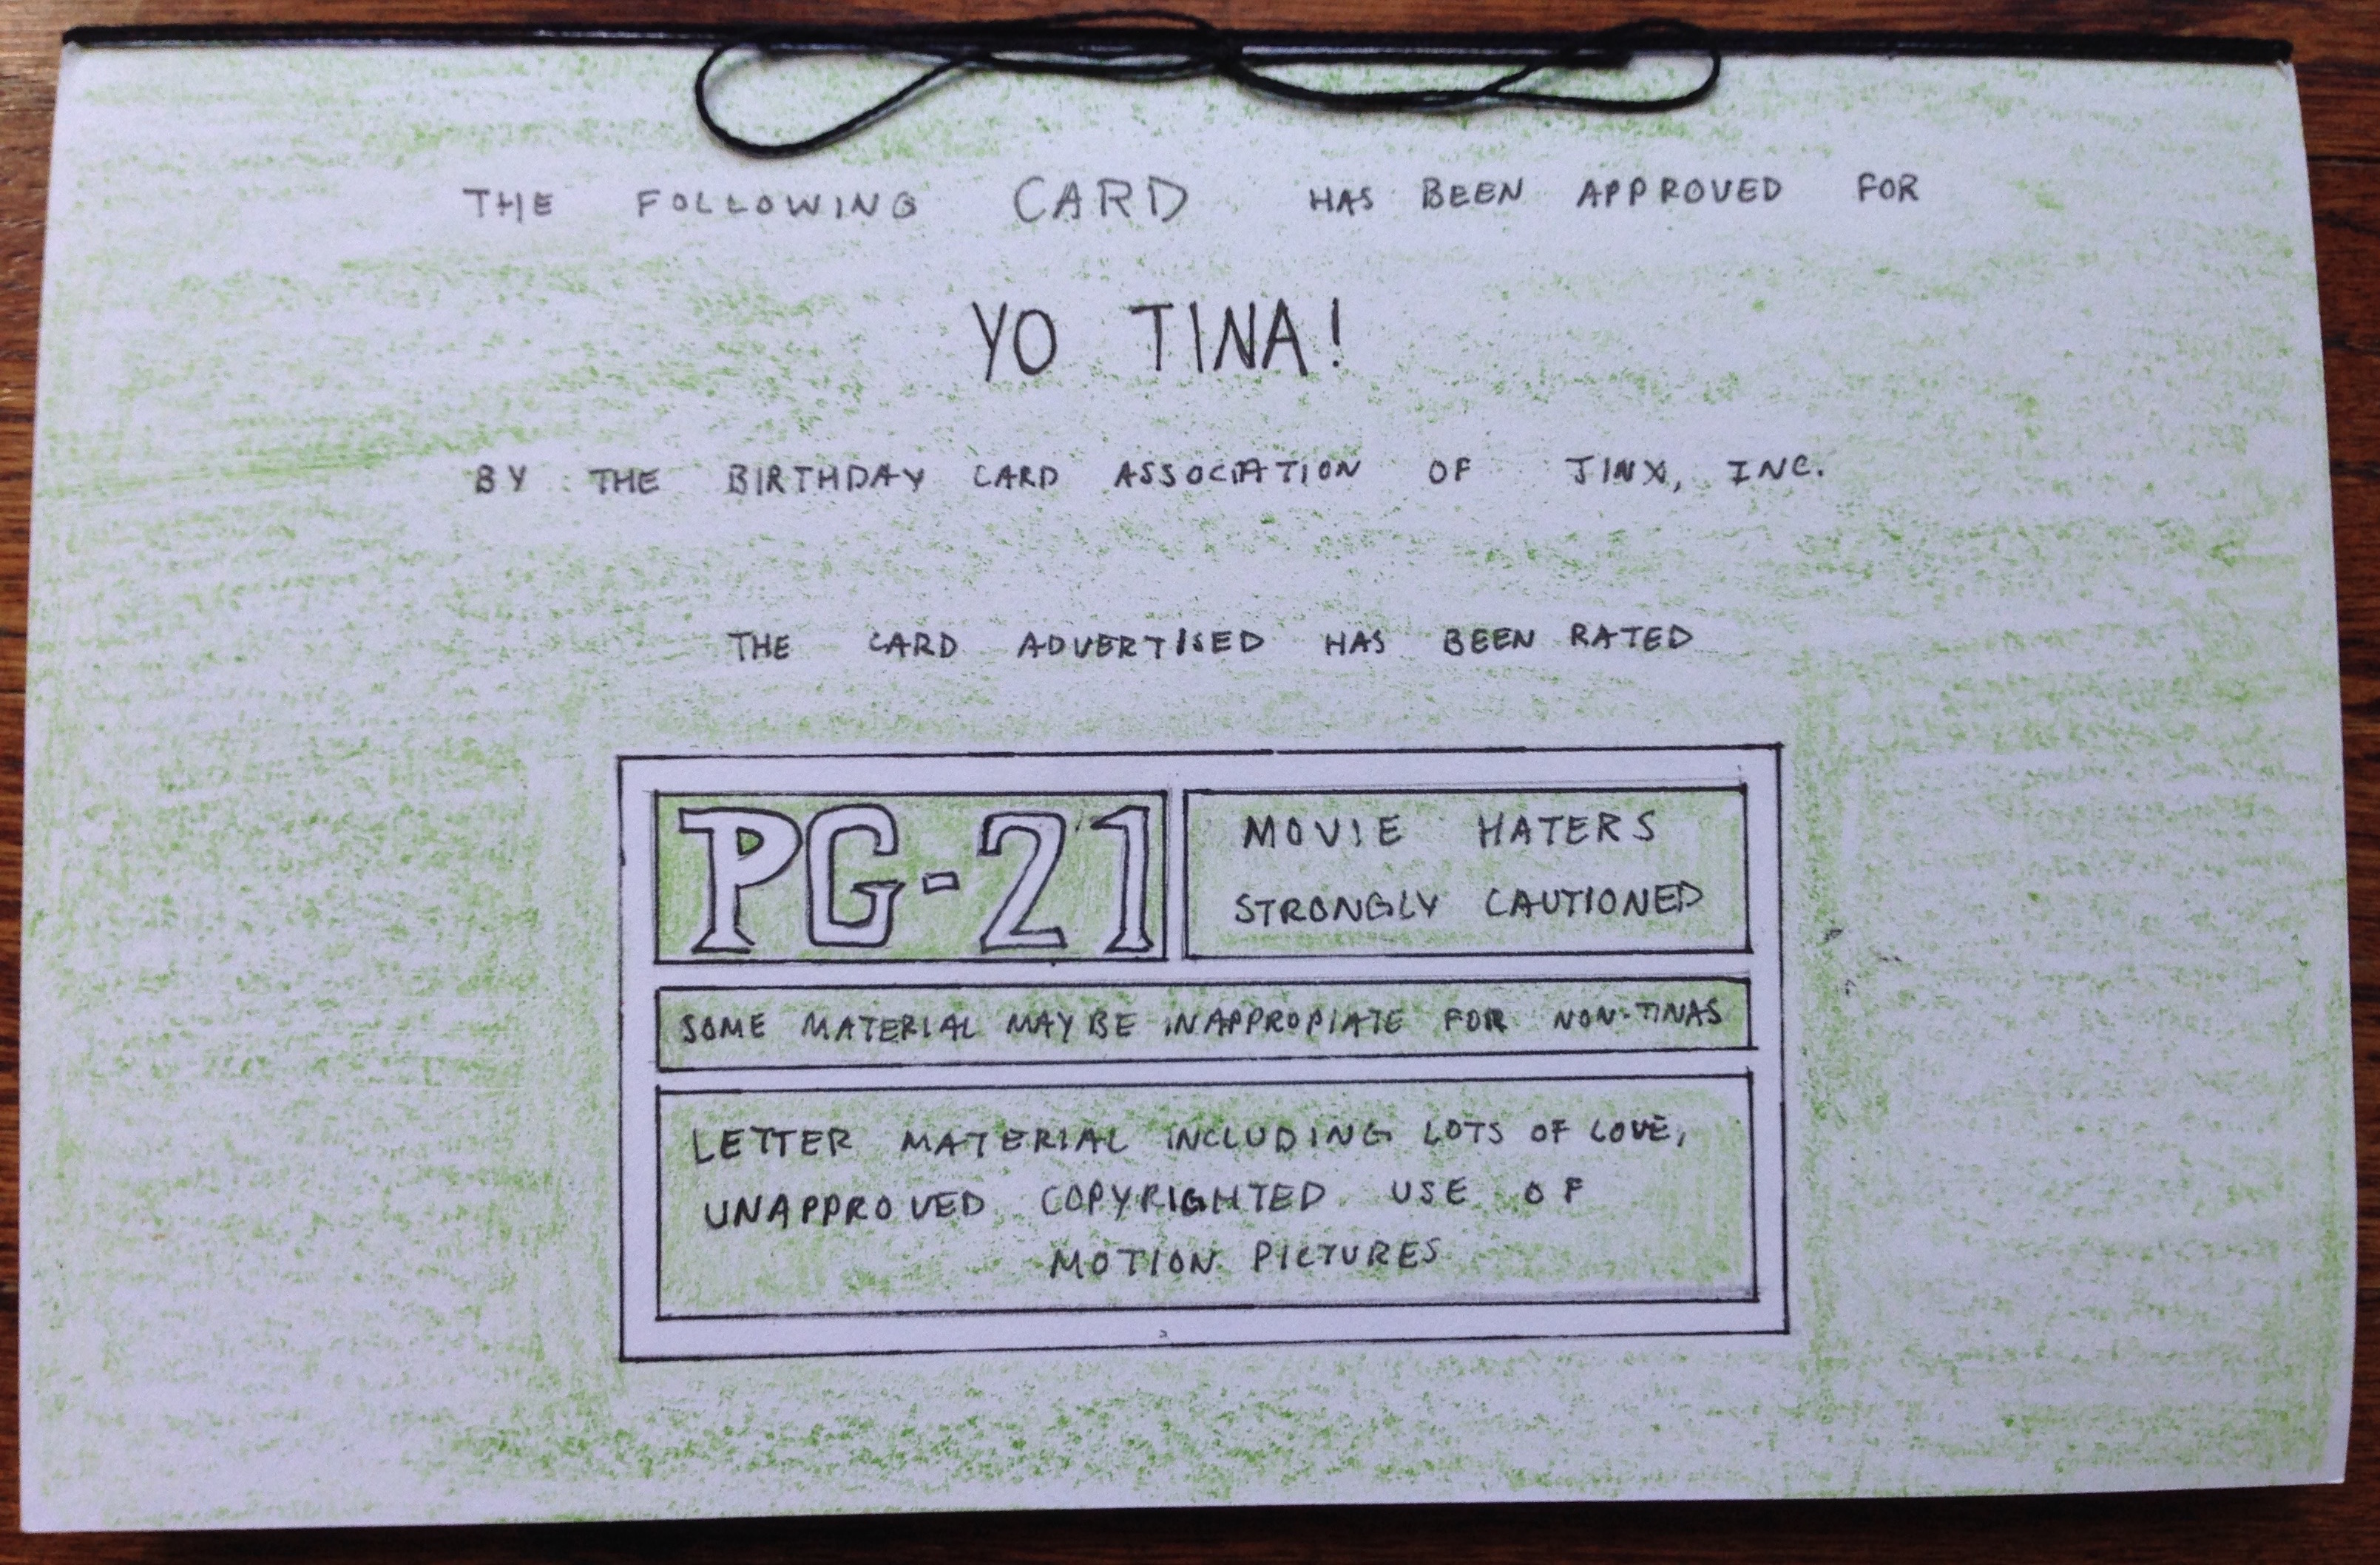 THE FOLLOWING CARD HAS BEEN APPROVED FOR
YO TINA!
BY THE BIRTHDAY CARD ASSOCIATION OF JINX, INC.
THE CARD ADVERTISED HAS BEEN RATED
PG-21
MOVIE HATERS
STRONGLY CAUTIONED
SOME MATERIAL MAY BE INAPPROPIATE FOR NON-TINAS
LETTER MATERIAL INCLUDING LOTS OF LOVE,
UNAPPROVED COPYRIGHTED USE OF
MOTION PICTURES